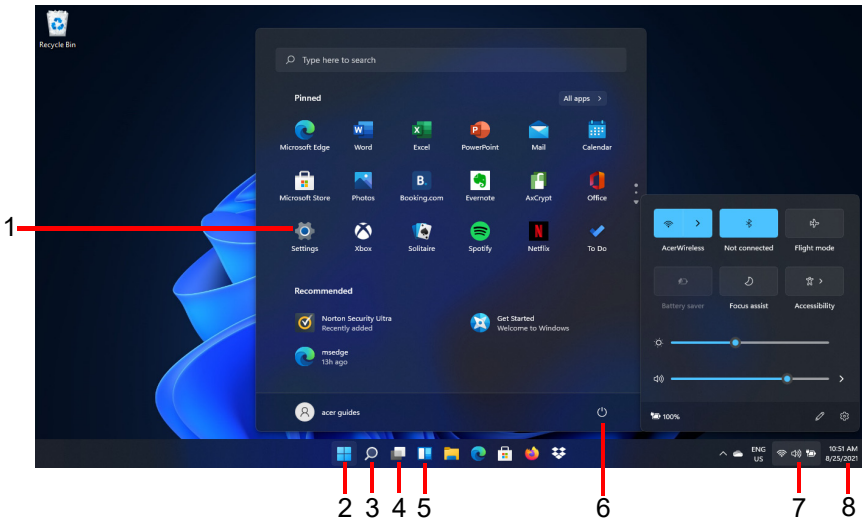 Recycle Bin
Type here to search
Pinned
All apps >
Microsoft Edge
Word
Excel
PowerPoint
Mail
Calendar
Microsoft Store
Photos
B.
Booking.com
Evernote
AxCrypt
Office
1
Settings
Xbox
Solitaire
Spotify
N
Netflix
To Do
Recommended
Norton Security Ultra
Recently added
Get Started
Welcome to Windows
msedge
13h ago
acer guides
AcerWireless
Not connected
Flight mode
Battery saver
Focus assist
Accessibility
100%
ENG
US
10:51 AM
8/25/2021
2 3 4 5 6 7 8